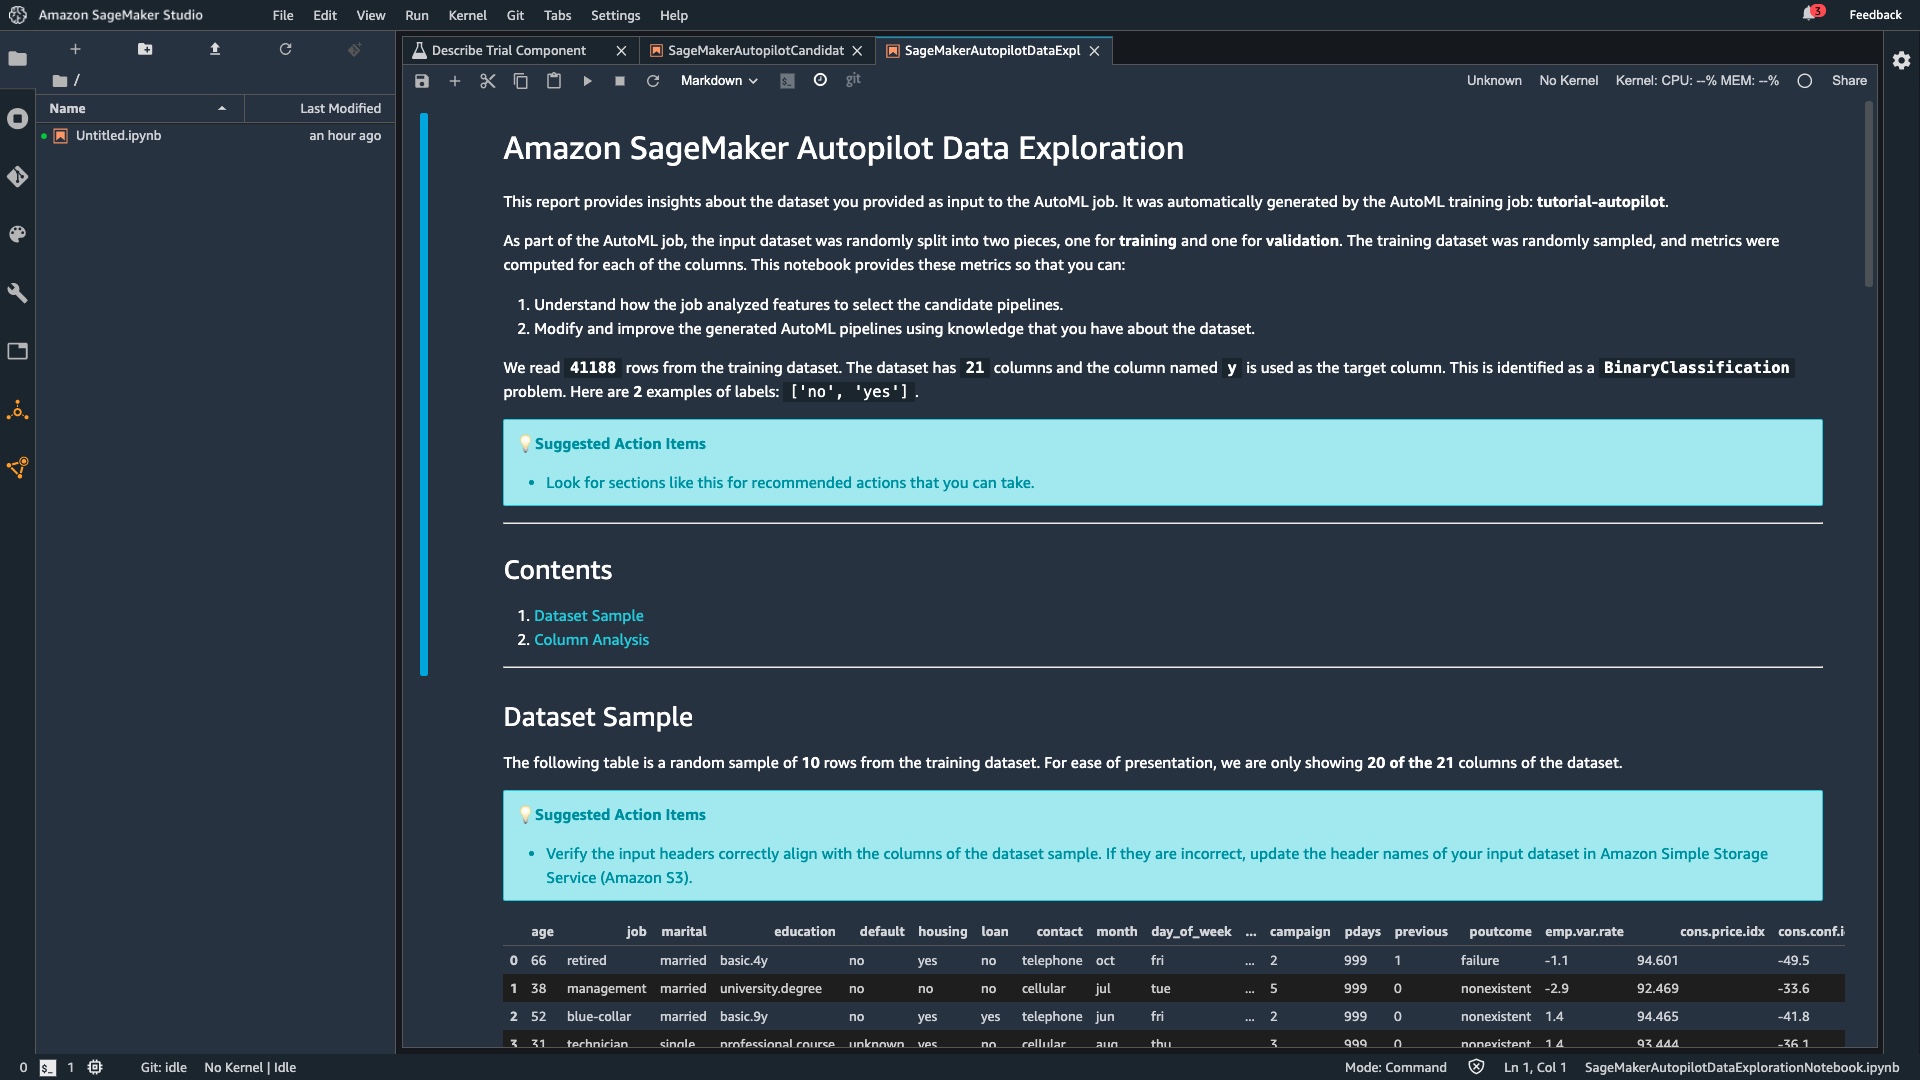 Amazon SageMaker Studio File Edit View Run Kernel Git Tabs Settings Help 3 Feedback
Describe Trial Component SageMakerAutopilotCandidat SageMakerAutopilotDataExpl
/
Markdown git Unknown No Kernel Kernel: CPU: --% MEM: --% Share
Name Last Modified
Untitled.ipynb an hour ago
Amazon SageMaker Autopilot Data Exploration
This report provides insights about the dataset you provided as input to the AutoML job. It was automatically generated by the AutoML training job: tutorial-autopilot.
As part of the AutoML job, the input dataset was randomly split into two pieces, one for training and one for validation. The training dataset was randomly sampled, and metrics were
computed for each of the columns. This notebook provides these metrics so that you can:
1. Understand how the job analyzed features to select the candidate pipelines.
2. Modify and improve the generated AutoML pipelines using knowledge that you have about the dataset.
We read 41188 rows from the training dataset. The dataset has 21 columns and the column named y is used as the target column. This is identified as a BinaryClassification
problem. Here are 2 examples of labels: ['no', 'yes'].
Suggested Action Items
• Look for sections like this for recommended actions that you can take.
Contents
1. Dataset Sample
2. Column Analysis
Dataset Sample
The following table is a random sample of 10 rows from the training dataset. For ease of presentation, we are only showing 20 of the 21 columns of the dataset.
Suggested Action Items
• Verify the input headers correctly align with the columns of the dataset sample. If they are incorrect, update the header names of your input dataset in Amazon Simple Storage
Service (Amazon S3).
age job marital education default housing loan contact month day_of_week ... campaign pdays previous poutcome emp.var.rate cons.price.idx cons.conf.i
0 66 retired married basic.4y no yes no telephone oct fri ... 2 999 1 failure -1.1 94.601 -49.5
1 38 management married university.degree no no no cellular jul tue ... 5 999 0 nonexistent -2.9 92.469 -33.6
2 52 blue-collar married basic.9y no yes yes telephone jun fri ... 2 999 0 nonexistent 1.4 94.465 -41.8
3 31 technician single professional.course unknown yes no cellular aug thu ... 3 999 0 nonexistent 1.4 93.444 -36.1
0 $_ 1 Git: idle No Kernel | Idle Mode: Command Ln 1, Col 1 SageMakerAutopilotDataExplorationNotebook.ipynb